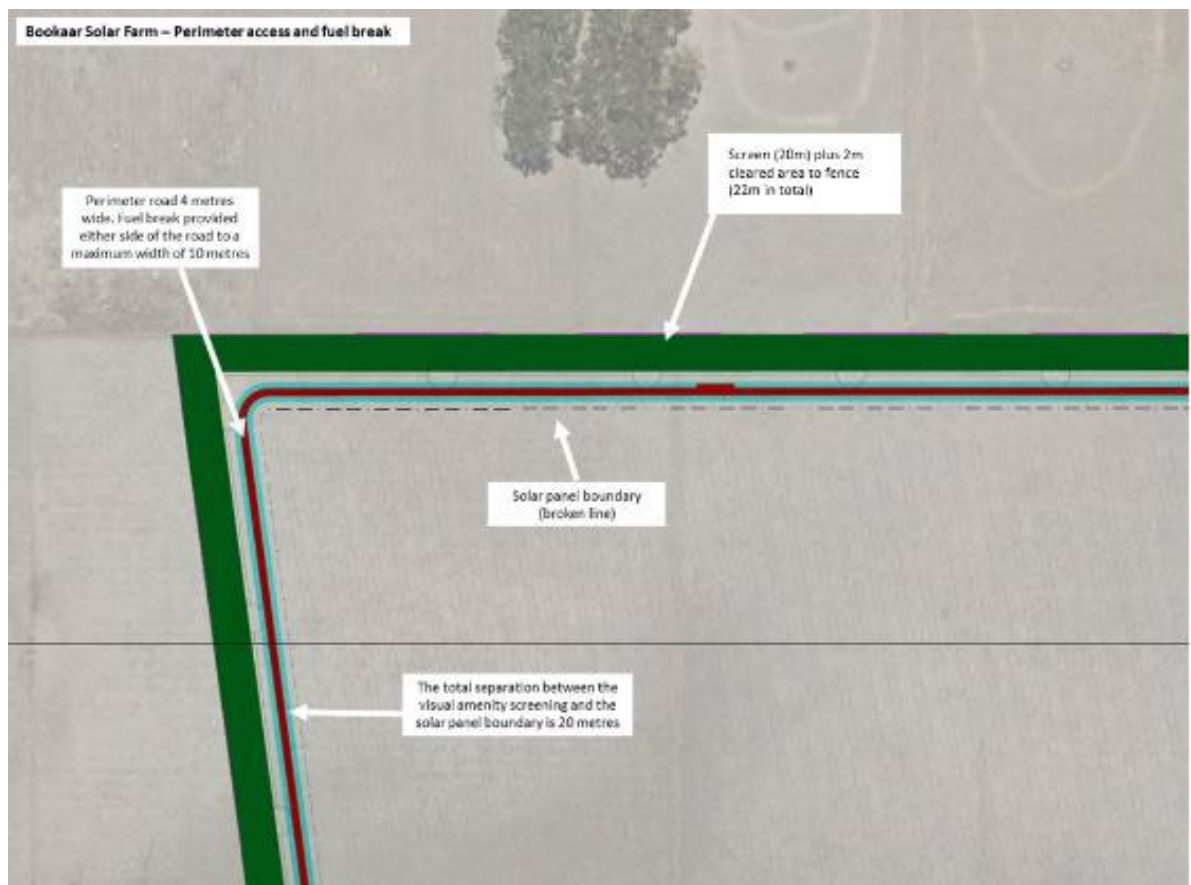 Bookaar Solar Farm – Perimeter access and fuel break
Screen (20m) plus 2m
cleared area to fence
(22m in total)
Perimeter road 4 metres
wide. Fuel break provided
either side of the road to a
maximum width of 10 metres
Solar panel boundary
(broken line)
The total separation between the
visual amenity screening and the
solar panel boundary is 20 metres